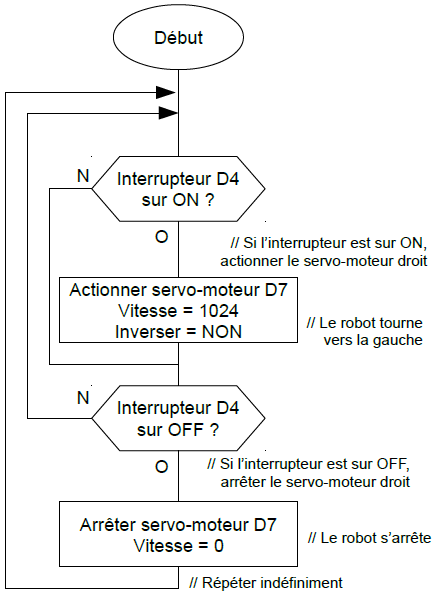 Début
N
Interrupteur D4
sur ON ?
O
// Si l'interrupteur est sur ON,
actionner le servo-moteur droit
Actionner servo-moteur D7
Vitesse = 1024
Inverser = NON
// Le robot tourne
vers la gauche
N
Interrupteur D4
sur OFF ?
O
// Si l'interrupteur est sur OFF,
arrêter le servo-moteur droit
Arrêter servo-moteur D7
Vitesse = 0
// Le robot s'arrête
// Répéter indéfiniment